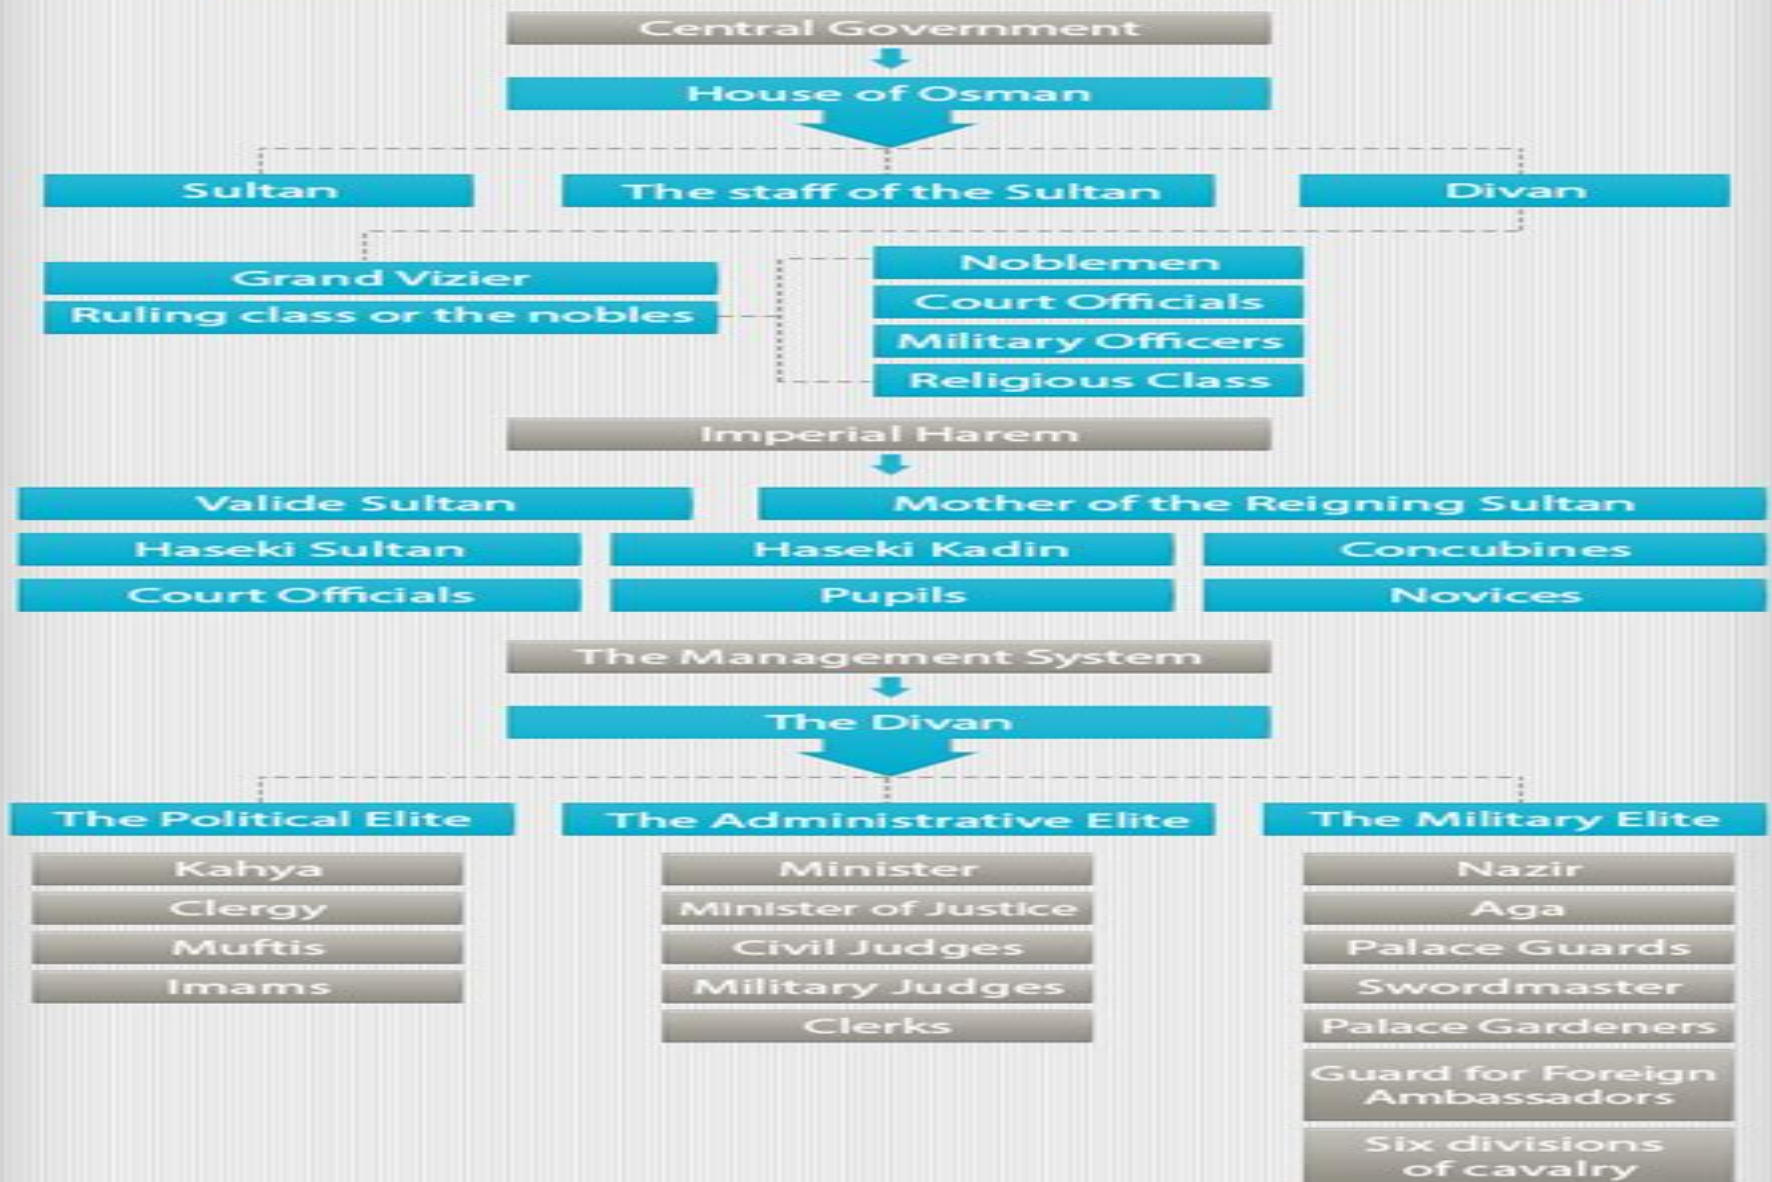 Central Government
House of Osman
Sultan
The staff of the Sultan
Divan
Grand Vizier
Ruling class or the nobles
Noblemen
Court Officials
Military Officers
Religious Class
Imperial Harem
Valide Sultan
Mother of the Reigning Sultan
Haseki Sultan
Haseki Kadin
Concubines
Court Officials
Pupils
Novices
The Management System
The Divan
The Political Elite
The Administrative Elite
The Military Elite
Kahya
Clergy
Muftis
Imams
Minister
Minister of Justice
Civil Judges
Military Judges
Clerks
Nazir
Aga
Palace Guards
Swordmaster
Palace Gardeners
Guard for Foreign
Ambassadors
Six divisions
of cavalry